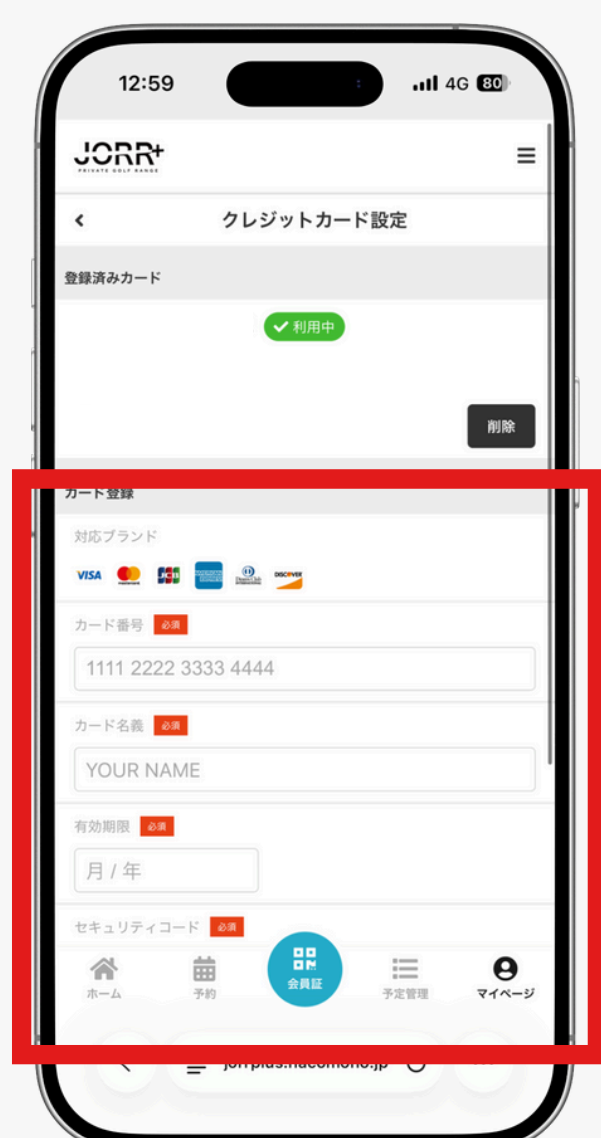 12:59 4G 80
JORR+
PRIVATE GOLF RANGE
クレジットカード設定
登録済みカード
利用中
削除
カード登録
対応ブランド
VISA JCB DISCOVER
カード番号 必須
1111 2222 3333 4444
カード名義 必須
YOUR NAME
有効期限 必須
月 / 年
セキュリティコード 必須
ホーム 予約 会員証 予定管理 マイページ
jorrplus.hacomono.jp